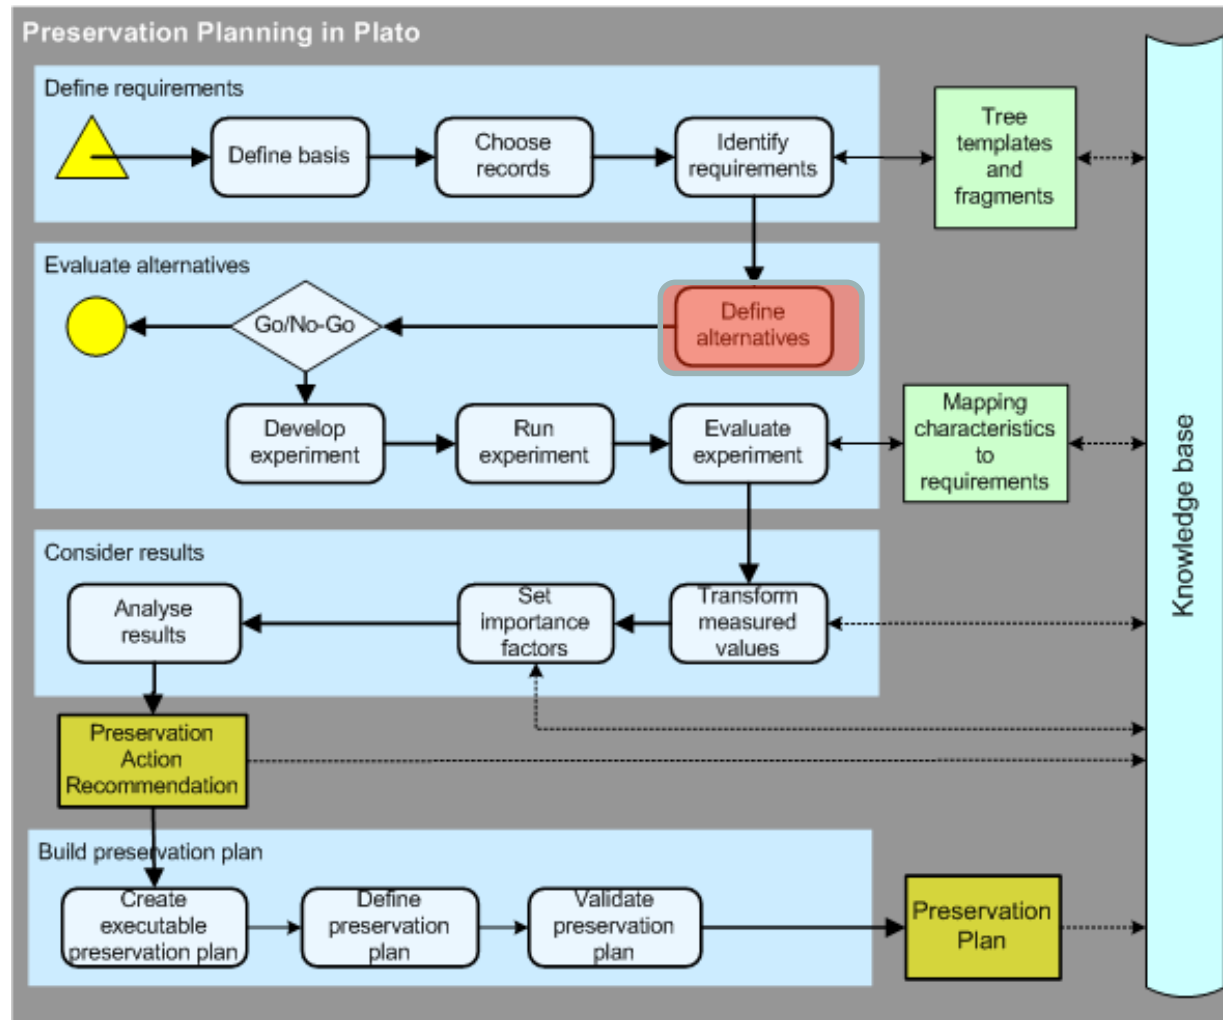 Preservation Planning in Plato
Define requirements
Define basis
Choose
records
Identify
requirements
Tree
templates
and
fragments
Evaluate alternatives
Go/No-Go
Define
alternatives
Develop
experiment
Run
experiment
Evaluate
experiment
Mapping
characteristics
to
requirements
Knowledge base
Consider results
Analyse
results
Set
importance
factors
Transform
measured
values
Preservation
Action
Recommendation
Build preservation plan
Create
executable
preservation plan
Define
preservation
plan
Validate
preservation
plan
Preservation
Plan